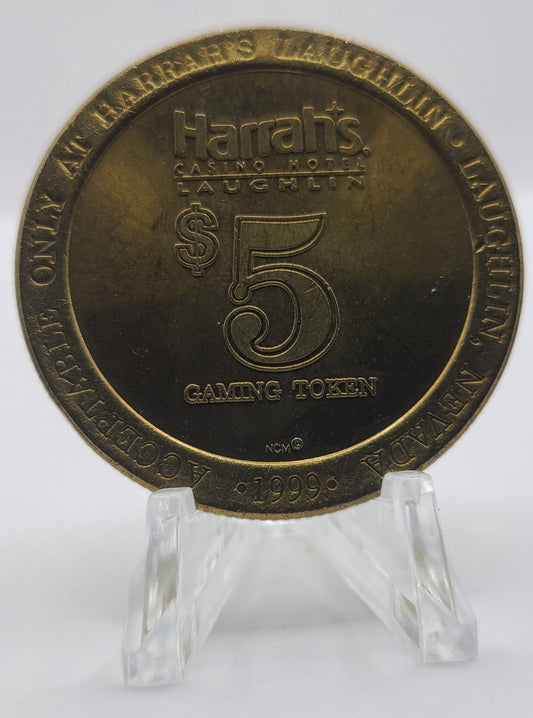 ACCEPTABLE ONLY AT HARRAH'S LAUGHLIN • LAUGHLIN, NEVADA
Harrah's®
CASINO HOTEL
LAUGHLIN
$5
GAMING TOKEN
NCM
•1999•